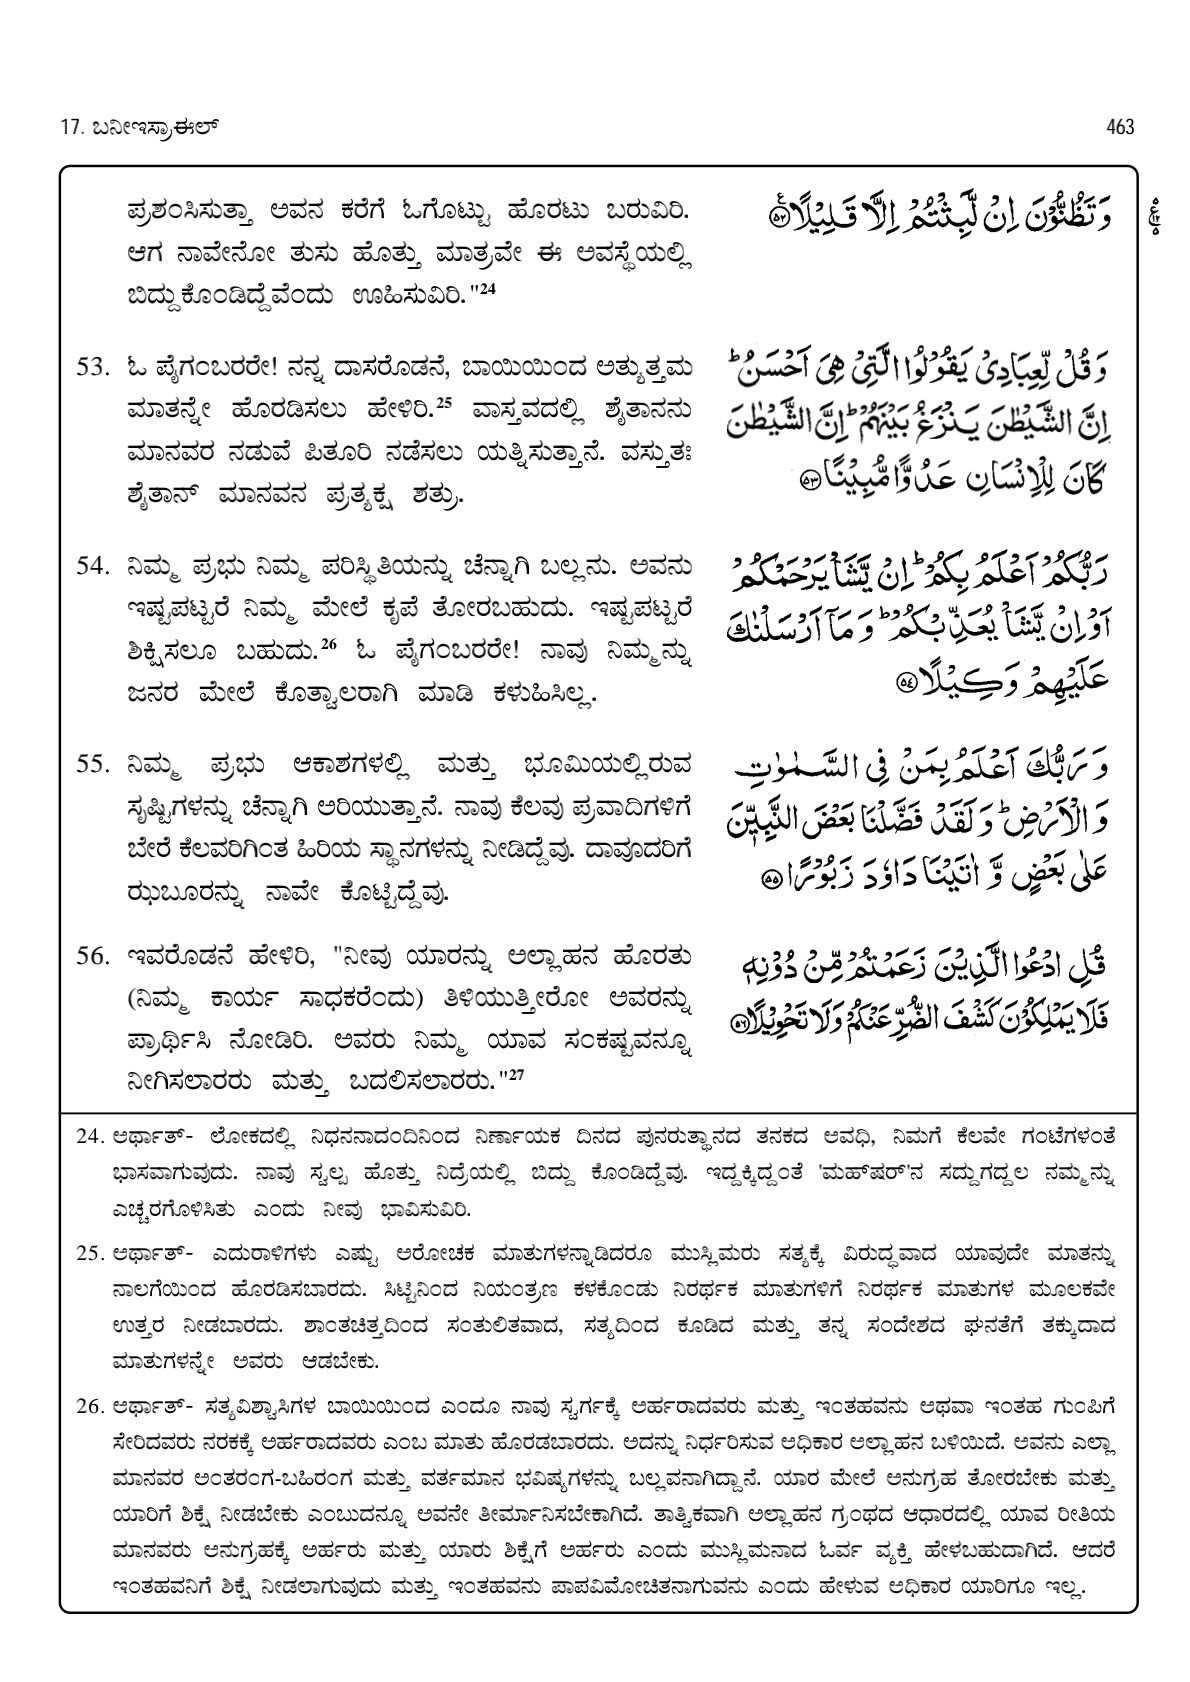 17. ಬನೀಇಸ್ರಾಈಲ್
463
ಪ್ರಶಂಸಿಸುತ್ತಾ ಅವನ ಕರೆಗೆ ಓಗೊಟ್ಟು ಹೊರಟು ಬರುವಿರಿ.
ಆಗ ನಾವೇನೋ ತುಸು ಹೊತ್ತು ಮಾತ್ರವೇ ಈ ಅವಸ್ಥೆಯಲ್ಲಿ
ಬಿದ್ದುಕೊಂಡಿದ್ದೆವೆಂದು ಊಹಿಸುವಿರಿ."24
وَتَظُنُّوْنَ اِنْ لَّبِثْتُمْ اِلَّا قَلِيْلًا ۝۵۲
53. ಓ ಪೈಗಂಬರರೇ! ನನ್ನ ದಾಸರೊಡನೆ, ಬಾಯಿಯಿಂದ ಅತ್ಯುತ್ತಮ
ಮಾತನ್ನೇ ಹೊರಡಿಸಲು ಹೇಳಿರಿ.25 ವಾಸ್ತವದಲ್ಲಿ ಶೈತಾನನು
ಮಾನವರ ನಡುವೆ ಪಿತೂರಿ ನಡೆಸಲು ಯತ್ನಿಸುತ್ತಾನೆ. ವಸ್ತುತಃ
ಶೈತಾನ್ ಮಾನವನ ಪ್ರತ್ಯಕ್ಷ ಶತ್ರು.
وَقُلْ لِّعِبَادِیْ يَقُوْلُوا الَّتِیْ هِیَ اَحْسَنُ ؕ
اِنَّ الشَّيْطٰنَ يَنْزَغُ بَيْنَهُمْ ؕ اِنَّ الشَّيْطٰنَ
كَانَ لِلْاِنْسَانِ عَدُوًّا مُّبِيْنًا ۝۵۳
54. ನಿಮ್ಮ ಪ್ರಭು ನಿಮ್ಮ ಪರಿಸ್ಥಿತಿಯನ್ನು ಚೆನ್ನಾಗಿ ಬಲ್ಲನು. ಅವನು
ಇಷ್ಟಪಟ್ಟರೆ ನಿಮ್ಮ ಮೇಲೆ ಕೃಪೆ ತೋರಬಹುದು. ಇಷ್ಟಪಟ್ಟರೆ
ಶಿಕ್ಷಿಸಲೂ ಬಹುದು.26 ಓ ಪೈಗಂಬರರೇ! ನಾವು ನಿಮ್ಮನ್ನು
ಜನರ ಮೇಲೆ ಕೊತ್ವಾಲರಾಗಿ ಮಾಡಿ ಕಳುಹಿಸಿಲ್ಲ.
رَبُّكُمْ اَعْلَمُ بِكُمْ ؕ اِنْ يَّشَاْ يَرْحَمْكُمْ
اَوْ اِنْ يَّشَاْ يُعَذِّبْكُمْ ؕ وَمَاۤ اَرْسَلْنٰكَ
عَلَيْهِمْ وَكِيْلًا ۝۵۴
55. ನಿಮ್ಮ ಪ್ರಭು ಆಕಾಶಗಳಲ್ಲಿ ಮತ್ತು ಭೂಮಿಯಲ್ಲಿರುವ
ಸೃಷ್ಟಿಗಳನ್ನು ಚೆನ್ನಾಗಿ ಅರಿಯುತ್ತಾನೆ. ನಾವು ಕೆಲವು ಪ್ರವಾದಿಗಳಿಗೆ
ಬೇರೆ ಕೆಲವರಿಗಿಂತ ಹಿರಿಯ ಸ್ಥಾನಗಳನ್ನು ನೀಡಿದ್ದೆವು. ದಾವೂದರಿಗೆ
ಝಬೂರನ್ನು ನಾವೇ ಕೊಟ್ಟಿದ್ದೆವು.
وَرَبُّكَ اَعْلَمُ بِمَنْ فِی السَّمٰوٰتِ
وَالْاَرْضِ ؕ وَلَقَدْ فَضَّلْنَا بَعْضَ النَّبِيّٖنَ
عَلٰی بَعْضٍ وَّ اٰتَيْنَا دَاوٗدَ زَبُوْرًا ۝۵۵
56. ಇವರೊಡನೆ ಹೇಳಿರಿ, "ನೀವು ಯಾರನ್ನು ಅಲ್ಲಾಹನ ಹೊರತು
(ನಿಮ್ಮ ಕಾರ್ಯ ಸಾಧಕರೆಂದು) ತಿಳಿಯುತ್ತೀರೋ ಅವರನ್ನು
ಪ್ರಾರ್ಥಿಸಿ ನೋಡಿರಿ. ಅವರು ನಿಮ್ಮ ಯಾವ ಸಂಕಷ್ಟವನ್ನೂ
ನೀಗಿಸಲಾರರು ಮತ್ತು ಬದಲಿಸಲಾರರು."27
قُلِ ادْعُوا الَّذِيْنَ زَعَمْتُمْ مِّنْ دُوْنِهٖ
فَلَا يَمْلِكُوْنَ كَشْفَ الضُّرِّ عَنْكُمْ وَلَا تَحْوِيْلًا ۝۵۶
24. ಅರ್ಥಾತ್- ಲೋಕದಲ್ಲಿ ನಿಧನನಾದಂದಿನಿಂದ ನಿರ್ಣಾಯಕ ದಿನದ ಪುನರುತ್ಥಾನದ ತನಕದ ಅವಧಿ, ನಿಮಗೆ ಕೆಲವೇ ಗಂಟೆಗಳಂತೆ
ಭಾಸವಾಗುವುದು. ನಾವು ಸ್ವಲ್ಪ ಹೊತ್ತು ನಿದ್ರೆಯಲ್ಲಿ ಬಿದ್ದು ಕೊಂಡಿದ್ದೆವು. ಇದ್ದಕ್ಕಿದ್ದಂತೆ 'ಮಹ್‌ಷರ್'ನ ಸದ್ದುಗದ್ದಲ ನಮ್ಮನ್ನು
ಎಚ್ಚರಗೊಳಿಸಿತು ಎಂದು ನೀವು ಭಾವಿಸುವಿರಿ.
25. ಅರ್ಥಾತ್- ಎದುರಾಳಿಗಳು ಎಷ್ಟು ಅರೋಚಕ ಮಾತುಗಳನ್ನಾಡಿದರೂ ಮುಸ್ಲಿಮರು ಸತ್ಯಕ್ಕೆ ವಿರುದ್ಧವಾದ ಯಾವುದೇ ಮಾತನ್ನು
ನಾಲಗೆಯಿಂದ ಹೊರಡಿಸಬಾರದು. ಸಿಟ್ಟಿನಿಂದ ನಿಯಂತ್ರಣ ಕಳಕೊಂಡು ನಿರರ್ಥಕ ಮಾತುಗಳಿಗೆ ನಿರರ್ಥಕ ಮಾತುಗಳ ಮೂಲಕವೇ
ಉತ್ತರ ನೀಡಬಾರದು. ಶಾಂತಚಿತ್ತದಿಂದ ಸಂತುಲಿತವಾದ, ಸತ್ಯದಿಂದ ಕೂಡಿದ ಮತ್ತು ತನ್ನ ಸಂದೇಶದ ಘನತೆಗೆ ತಕ್ಕುದಾದ
ಮಾತುಗಳನ್ನೇ ಅವರು ಆಡಬೇಕು.
26. ಅರ್ಥಾತ್- ಸತ್ಯವಿಶ್ವಾಸಿಗಳ ಬಾಯಿಯಿಂದ ಎಂದೂ ನಾವು ಸ್ವರ್ಗಕ್ಕೆ ಅರ್ಹರಾದವರು ಮತ್ತು ಇಂತಹವನು ಅಥವಾ ಇಂತಹ ಗುಂಪಿಗೆ
ಸೇರಿದವರು ನರಕಕ್ಕೆ ಅರ್ಹರಾದವರು ಎಂಬ ಮಾತು ಹೊರಡಬಾರದು. ಅದನ್ನು ನಿರ್ಧರಿಸುವ ಅಧಿಕಾರ ಅಲ್ಲಾಹನ ಬಳಿಯಿದೆ. ಅವನು ಎಲ್ಲಾ
ಮಾನವರ ಅಂತರಂಗ-ಬಹಿರಂಗ ಮತ್ತು ವರ್ತಮಾನ ಭವಿಷ್ಯಗಳನ್ನು ಬಲ್ಲವನಾಗಿದ್ದಾನೆ. ಯಾರ ಮೇಲೆ ಅನುಗ್ರಹ ತೋರಬೇಕು ಮತ್ತು
ಯಾರಿಗೆ ಶಿಕ್ಷೆ ನೀಡಬೇಕು ಎಂಬುದನ್ನೂ ಅವನೇ ತೀರ್ಮಾನಿಸಬೇಕಾಗಿದೆ. ತಾತ್ವಿಕವಾಗಿ ಅಲ್ಲಾಹನ ಗ್ರಂಥದ ಆಧಾರದಲ್ಲಿ ಯಾವ ರೀತಿಯ
ಮಾನವರು ಅನುಗ್ರಹಕ್ಕೆ ಅರ್ಹರು ಮತ್ತು ಯಾರು ಶಿಕ್ಷೆಗೆ ಅರ್ಹರು ಎಂದು ಮುಸ್ಲಿಮನಾದ ಓರ್ವ ವ್ಯಕ್ತಿ ಹೇಳಬಹುದಾಗಿದೆ. ಆದರೆ
ಇಂತಹವನಿಗೆ ಶಿಕ್ಷೆ ನೀಡಲಾಗುವುದು ಮತ್ತು ಇಂತಹವನು ಪಾಪವಿಮೋಚಿತನಾಗುವನು ಎಂದು ಹೇಳುವ ಅಧಿಕಾರ ಯಾರಿಗೂ ಇಲ್ಲ.